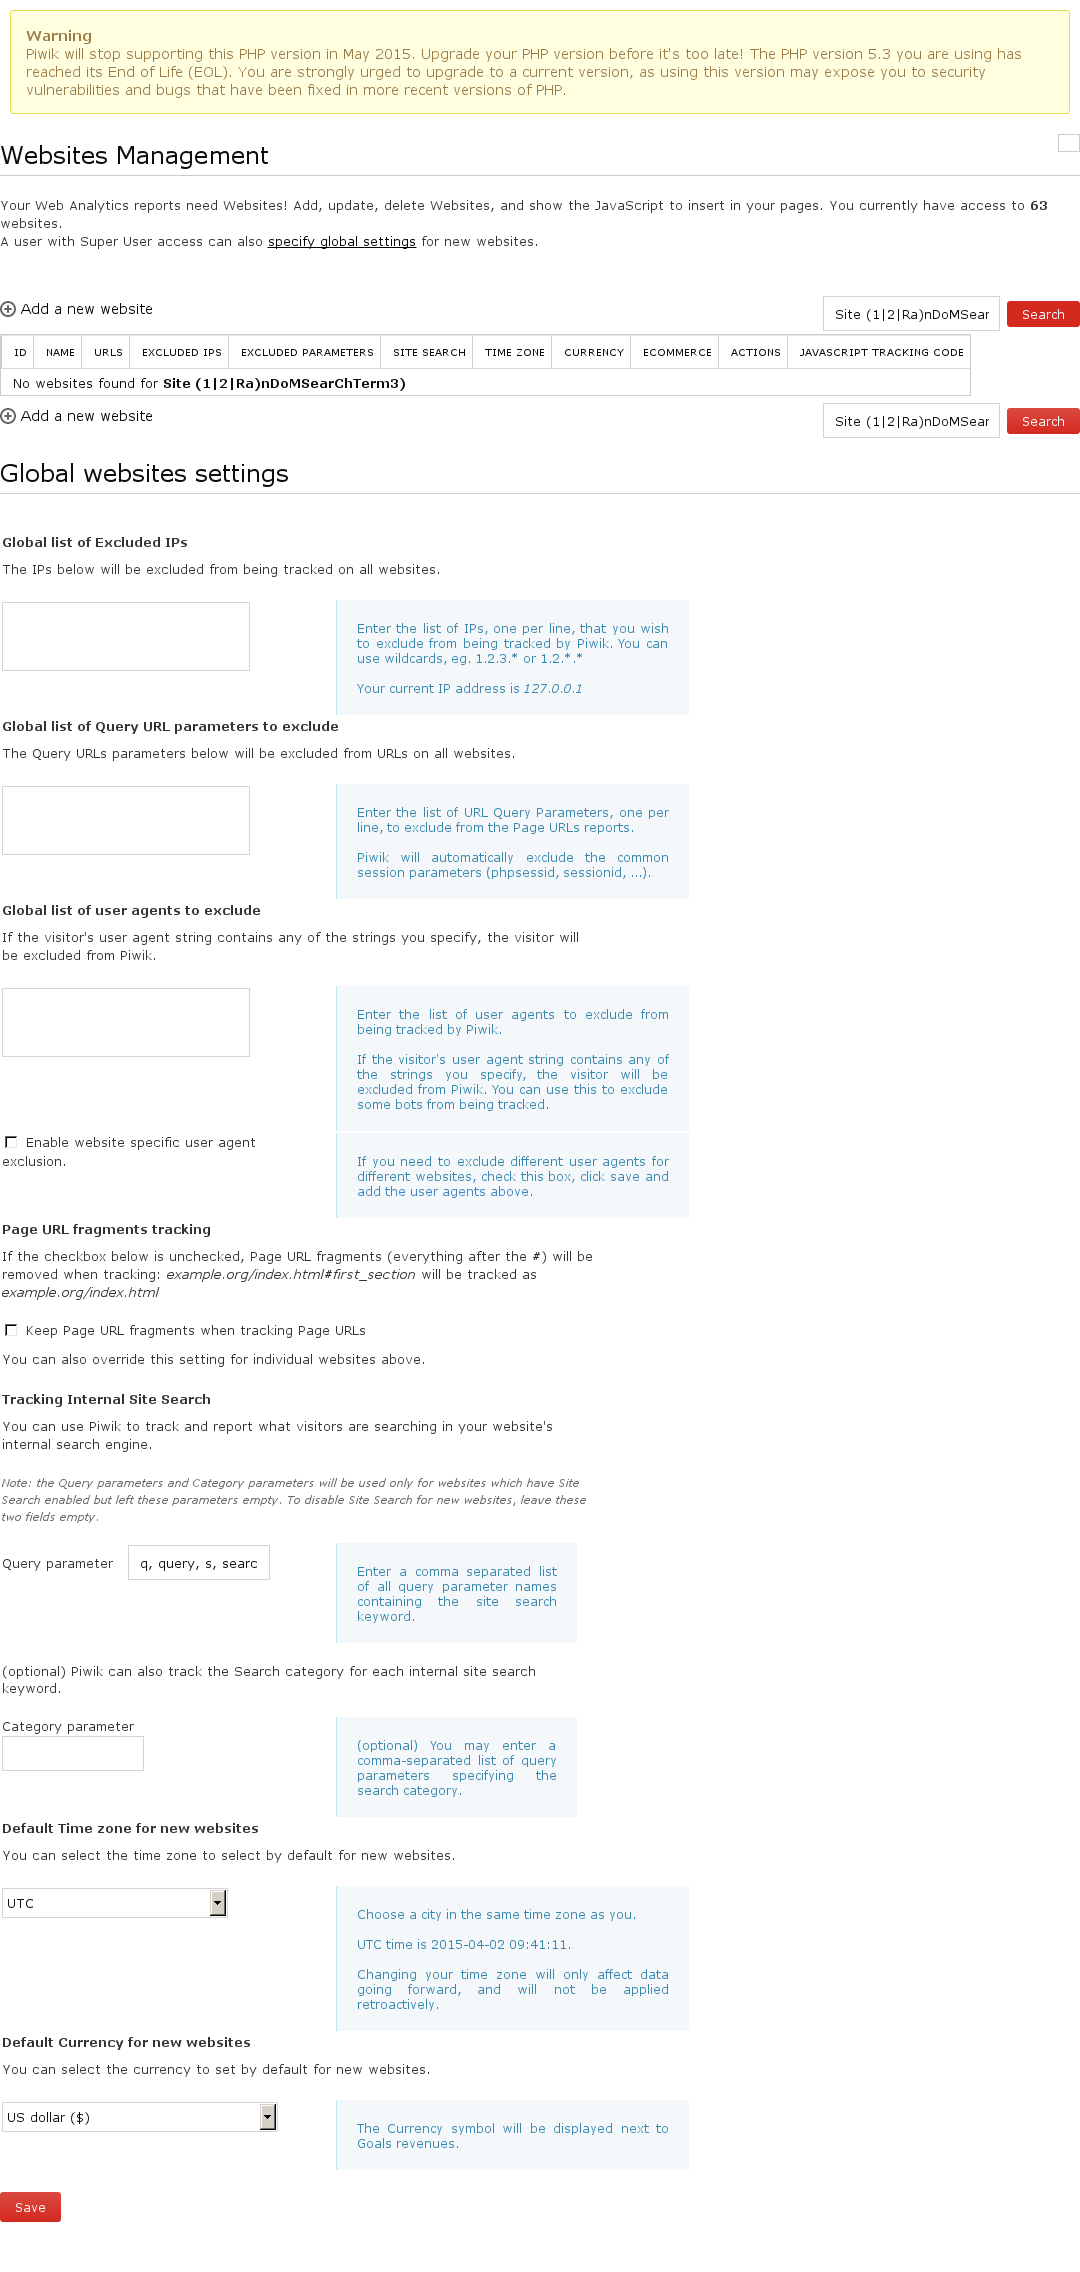 Warning
Piwik will stop supporting this PHP version in May 2015. Upgrade your PHP version before it's too late! The PHP version 5.3 you are using has
reached its End of Life (EOL). You are strongly urged to upgrade to a current version, as using this version may expose you to security
vulnerabilities and bugs that have been fixed in more recent versions of PHP.
Websites Management
Your Web Analytics reports need Websites! Add, update, delete Websites, and show the JavaScript to insert in your pages. You currently have access to 63
websites.
A user with Super User access can also specify global settings for new websites.
Add a new website
Site (1|2|Ra)nDoMSear
Search
ID NAME URLS EXCLUDED IPS EXCLUDED PARAMETERS SITE SEARCH TIME ZONE CURRENCY ECOMMERCE ACTIONS JAVASCRIPT TRACKING CODE
No websites found for Site (1|2|Ra)nDoMSearChTerm3)
Add a new website
Site (1|2|Ra)nDoMSear
Search
Global websites settings
Global list of Excluded IPs
The IPs below will be excluded from being tracked on all websites.
Enter the list of IPs, one per line, that you wish
to exclude from being tracked by Piwik. You can
use wildcards, eg. 1.2.3.* or 1.2.*.*
Your current IP address is 127.0.0.1
Global list of Query URL parameters to exclude
The Query URLs parameters below will be excluded from URLs on all websites.
Enter the list of URL Query Parameters, one per
line, to exclude from the Page URLs reports.
Piwik will automatically exclude the common
session parameters (phpsessid, sessionid, ...).
Global list of user agents to exclude
If the visitor's user agent string contains any of the strings you specify, the visitor will
be excluded from Piwik.
Enter the list of user agents to exclude from
being tracked by Piwik.
If the visitor's user agent string contains any of
the strings you specify, the visitor will be
excluded from Piwik. You can use this to exclude
some bots from being tracked.
Enable website specific user agent
exclusion.
If you need to exclude different user agents for
different websites, check this box, click save and
add the user agents above.
Page URL fragments tracking
If the checkbox below is unchecked, Page URL fragments (everything after the #) will be
removed when tracking: example.org/index.html#first_section will be tracked as
example.org/index.html
Keep Page URL fragments when tracking Page URLs
You can also override this setting for individual websites above.
Tracking Internal Site Search
You can use Piwik to track and report what visitors are searching in your website's
internal search engine.
Note: the Query parameters and Category parameters will be used only for websites which have Site
Search enabled but left these parameters empty. To disable Site Search for new websites, leave these
two fields empty.
Query parameter
q, query, s, searc
Enter a comma separated list
of all query parameter names
containing the site search
keyword.
(optional) Piwik can also track the Search category for each internal site search
keyword.
Category parameter
(optional) You may enter a
comma-separated list of query
parameters specifying the
search category.
Default Time zone for new websites
You can select the time zone to select by default for new websites.
UTC
Choose a city in the same time zone as you.
UTC time is 2015-04-02 09:41:11.
Changing your time zone will only affect data
going forward, and will not be applied
retroactively.
Default Currency for new websites
You can select the currency to set by default for new websites.
US dollar ($)
The Currency symbol will be displayed next to
Goals revenues.
Save